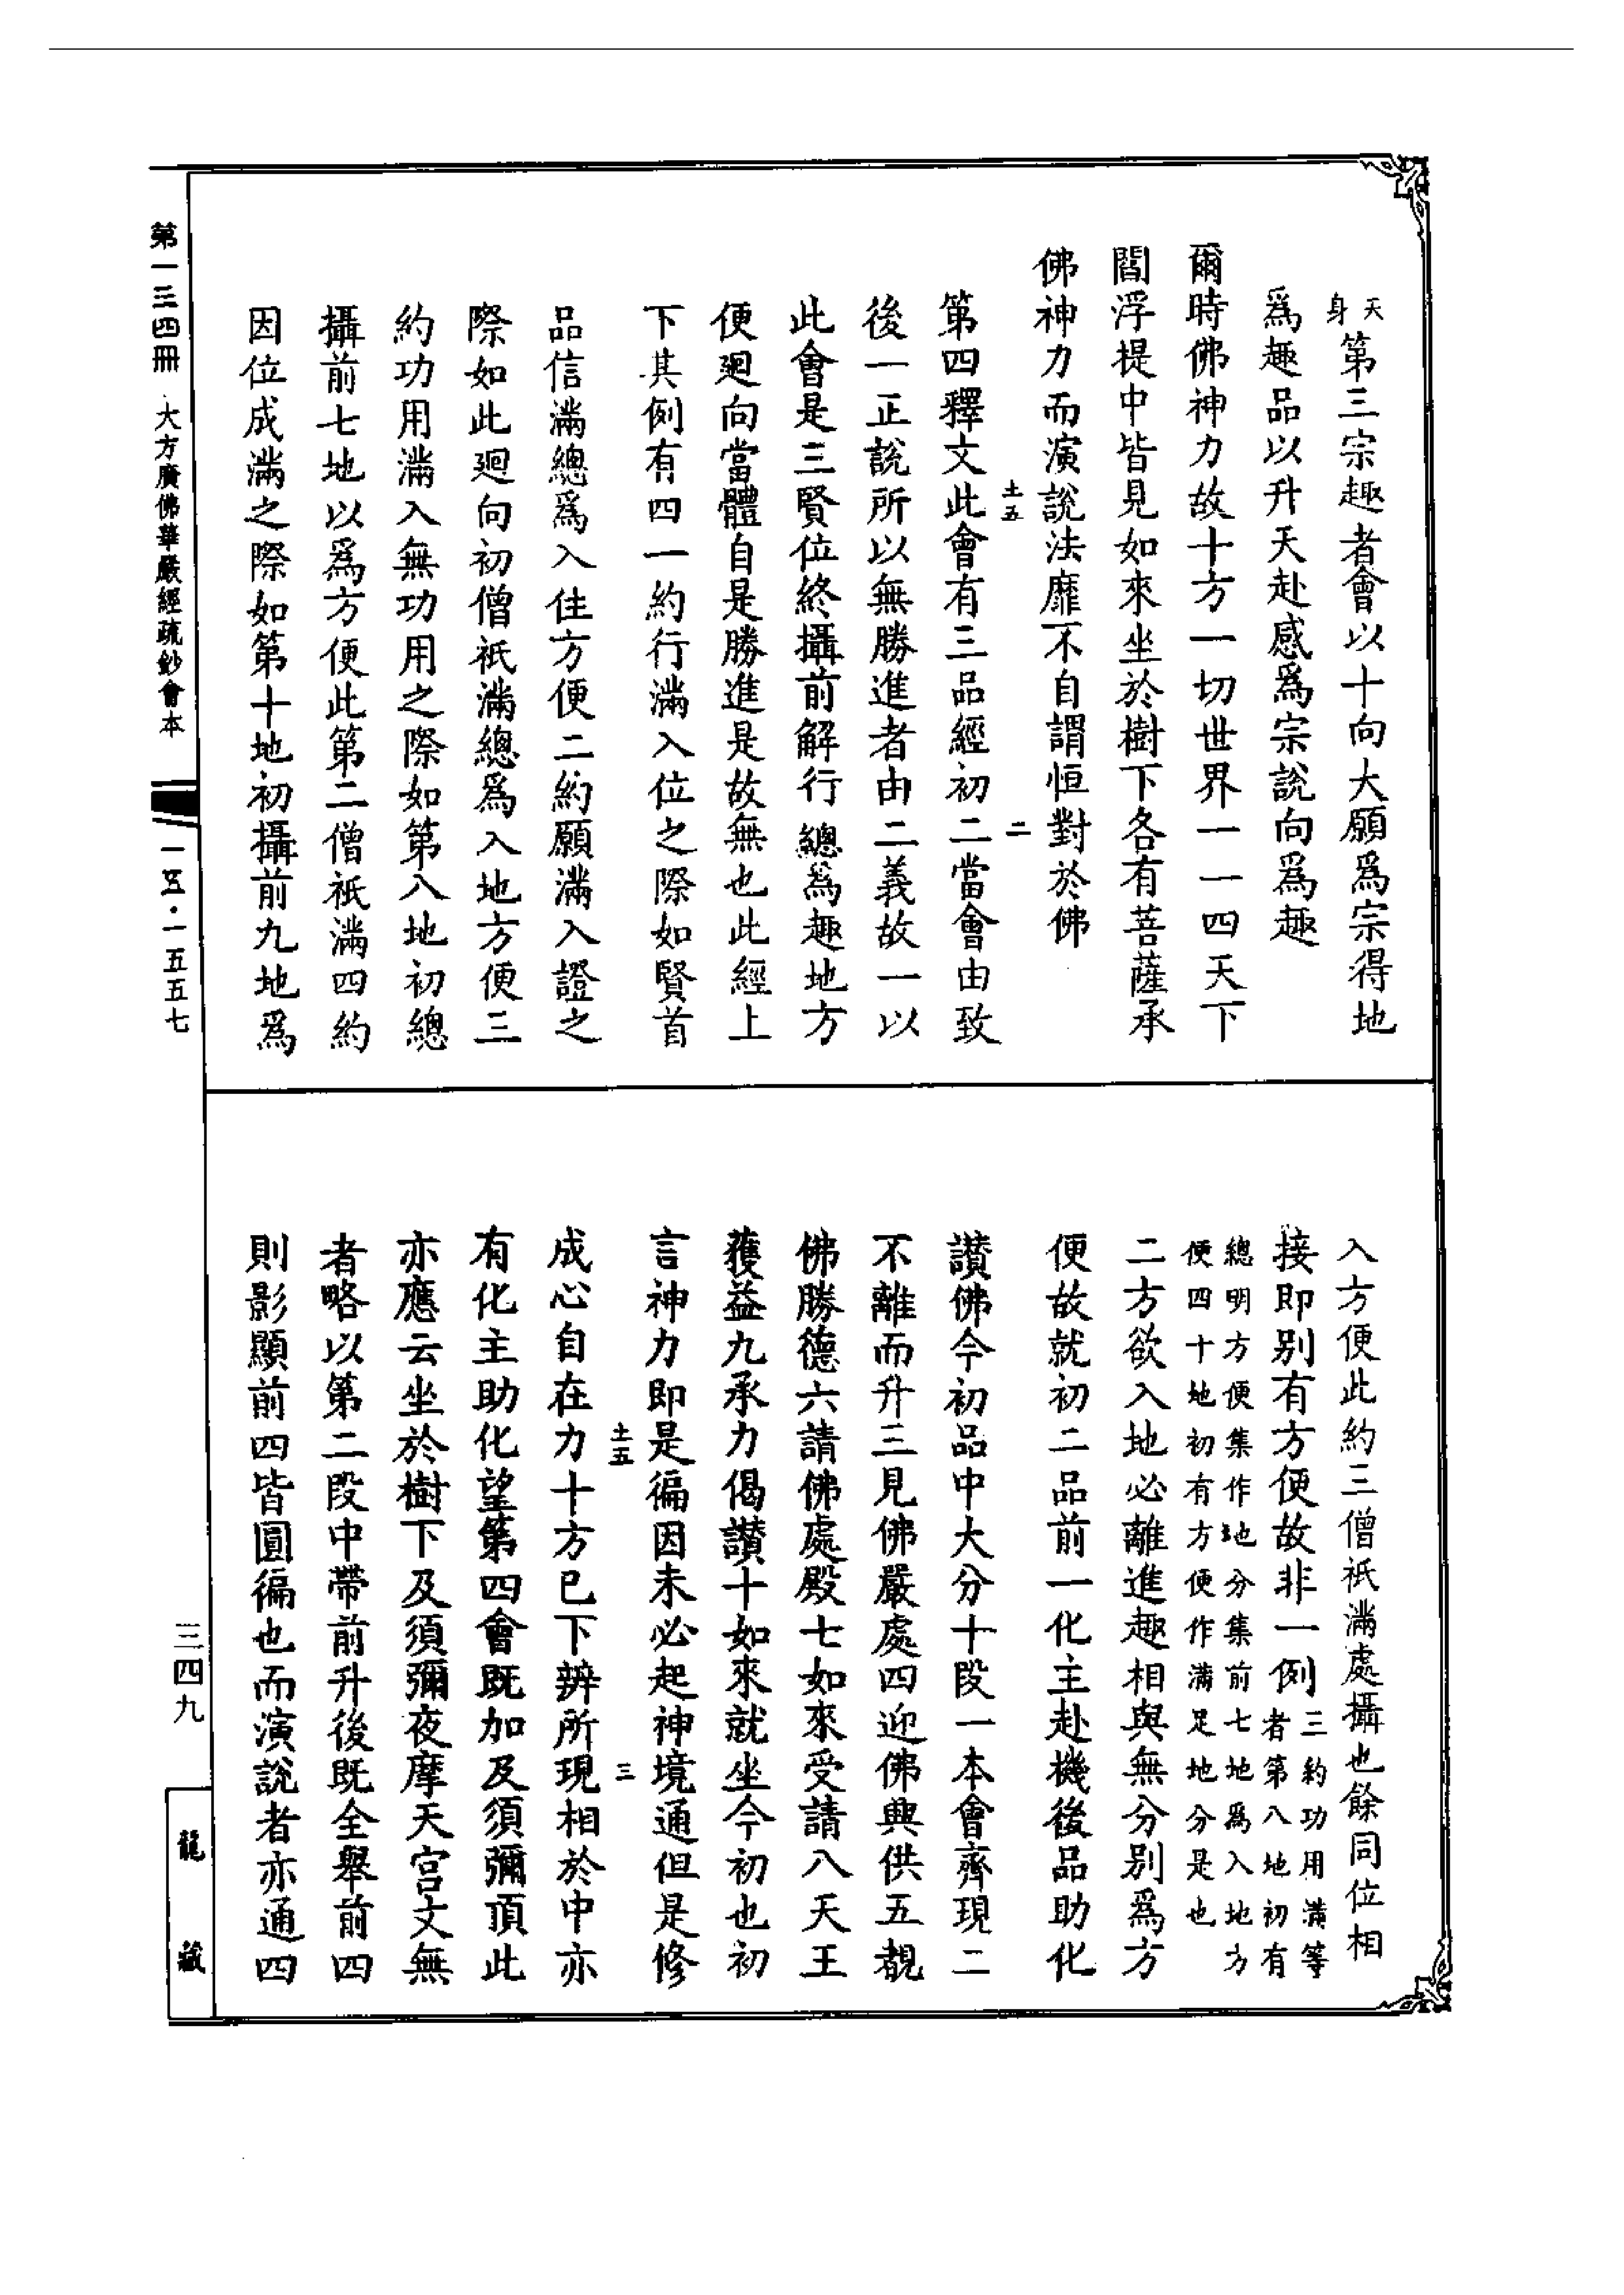 天身第三宗趣者會以十向大願爲宗得地
爲趣品以升天赴感爲宗說向爲趣
爾時佛神力故十方一切世界一一四天下
閻浮提中皆見如來坐於樹下各有菩薩承
佛神力而演說法靡不自謂恒對於佛
土五 二
第四釋文此會有三品經初二當會由致
後一正說所以無勝進者由二義故一以
此會是三賢位終攝前解行總爲趣地方
便廻向當體自是勝進是故無也此經上
下其例有四一約行滿入位之際如賢首
品信滿總爲入住方便二約願滿入證之
際如此廻向初僧祇滿總爲入地方便三
約功用滿入無功用之際如第八地初總
攝前七地以爲方便此第二僧祇滿四約
因位成滿之際如第十地初攝前九地爲
入方便此約三僧祇滿處攝也餘同位相
接即別有方便故非一例三約功用滿等
者第八地初有
總明方便集作地分集前七地爲入地方
便四十地初有方便作滿足地分是也
二方欲入地必離進趣相與無分別爲方
便故就初二品前一化主赴機後品助化
讚佛今初品中大分十段一本會齊現二
不離而升三見佛嚴處四迎佛興供五覩
佛勝德六請佛處殿七如來受請八天王
獲益九承力偈讚十如來就坐今初也初
言神力即是徧因未必起神境通但是修
土五 三
成心自在力十方已下辨所現相於中亦
有化主助化望第四會既加及須彌頂此
亦應云坐於樹下及須彌夜摩天宮文無
者略以第二段中帶前升後既全舉前四
則影顯前四皆圓徧也而演說者亦通四
第一三四冊 大方廣佛華嚴經疏鈔會本 一五·一五五七
三四九
龍藏